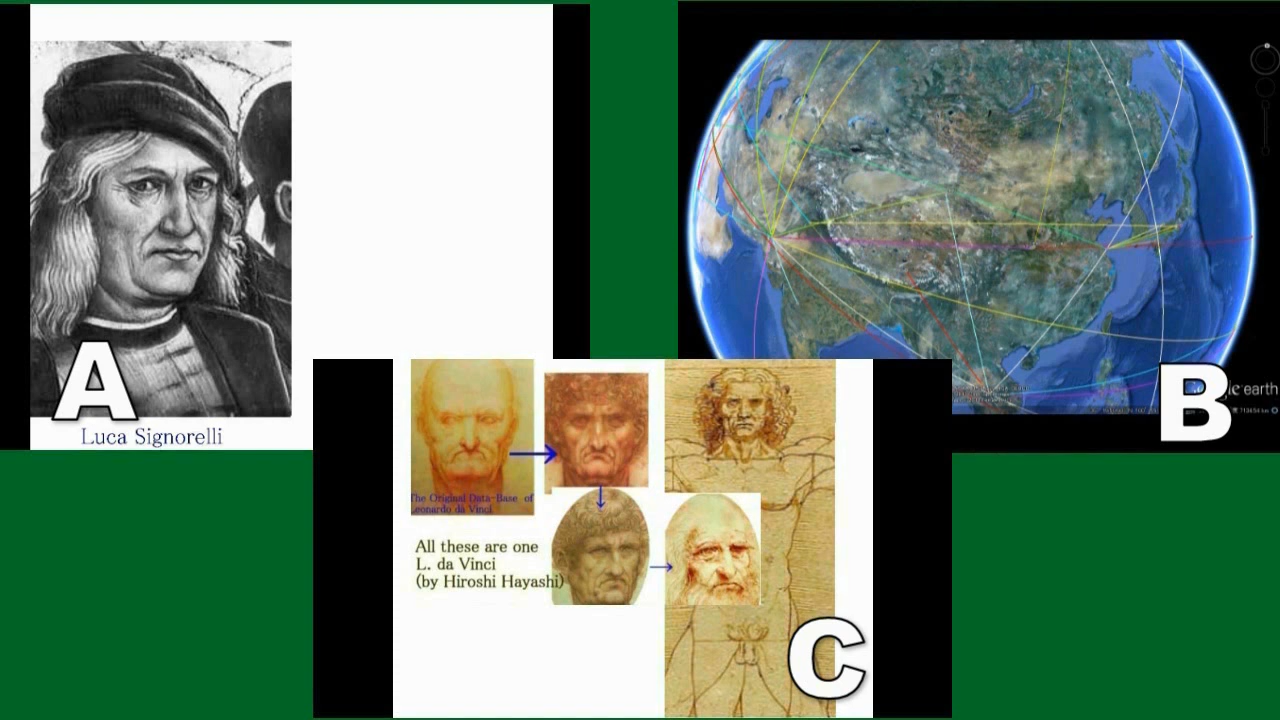 A
Luca Signorelli
B
earth
The Original Data-Base of
Leonardo da Vinci
All these are one
L. da Vinci
(by Hiroshi Hayashi)
C